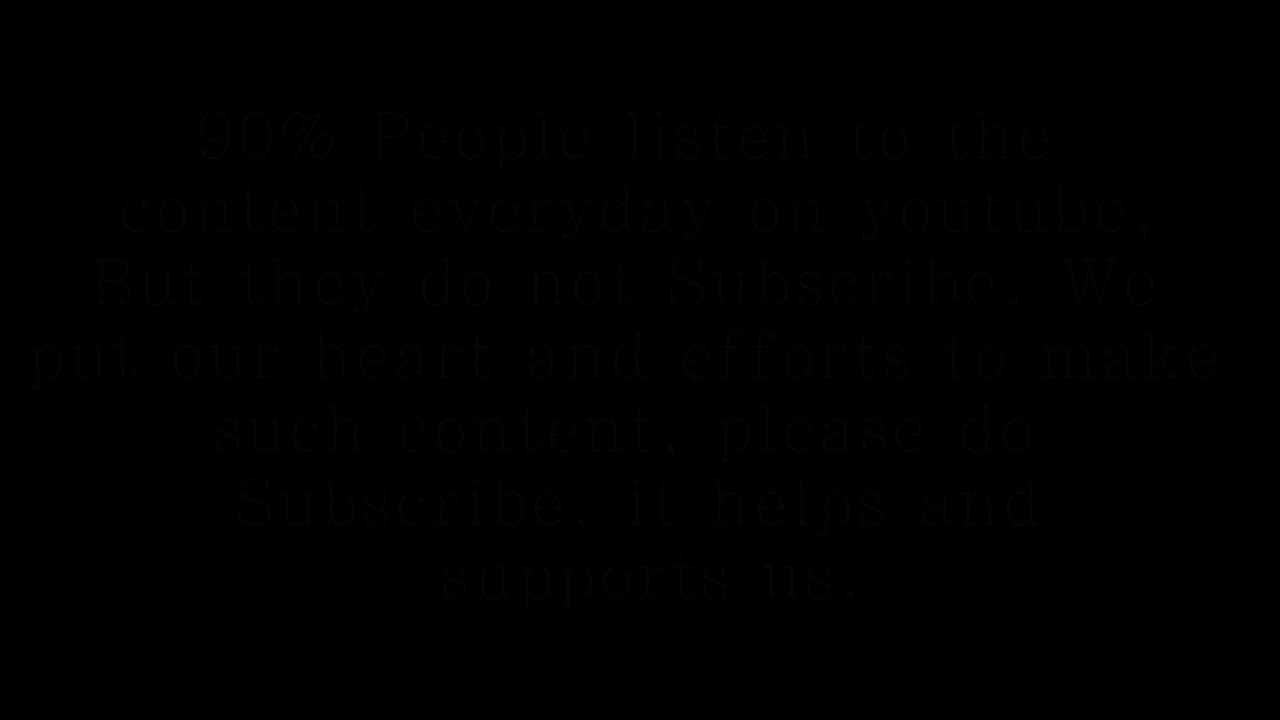 90% People listen to the
content everyday on youtube,
But they do not Subscribe. We
put our heart and efforts to make
such content, please do
Subscribe, it helps and
supports us.